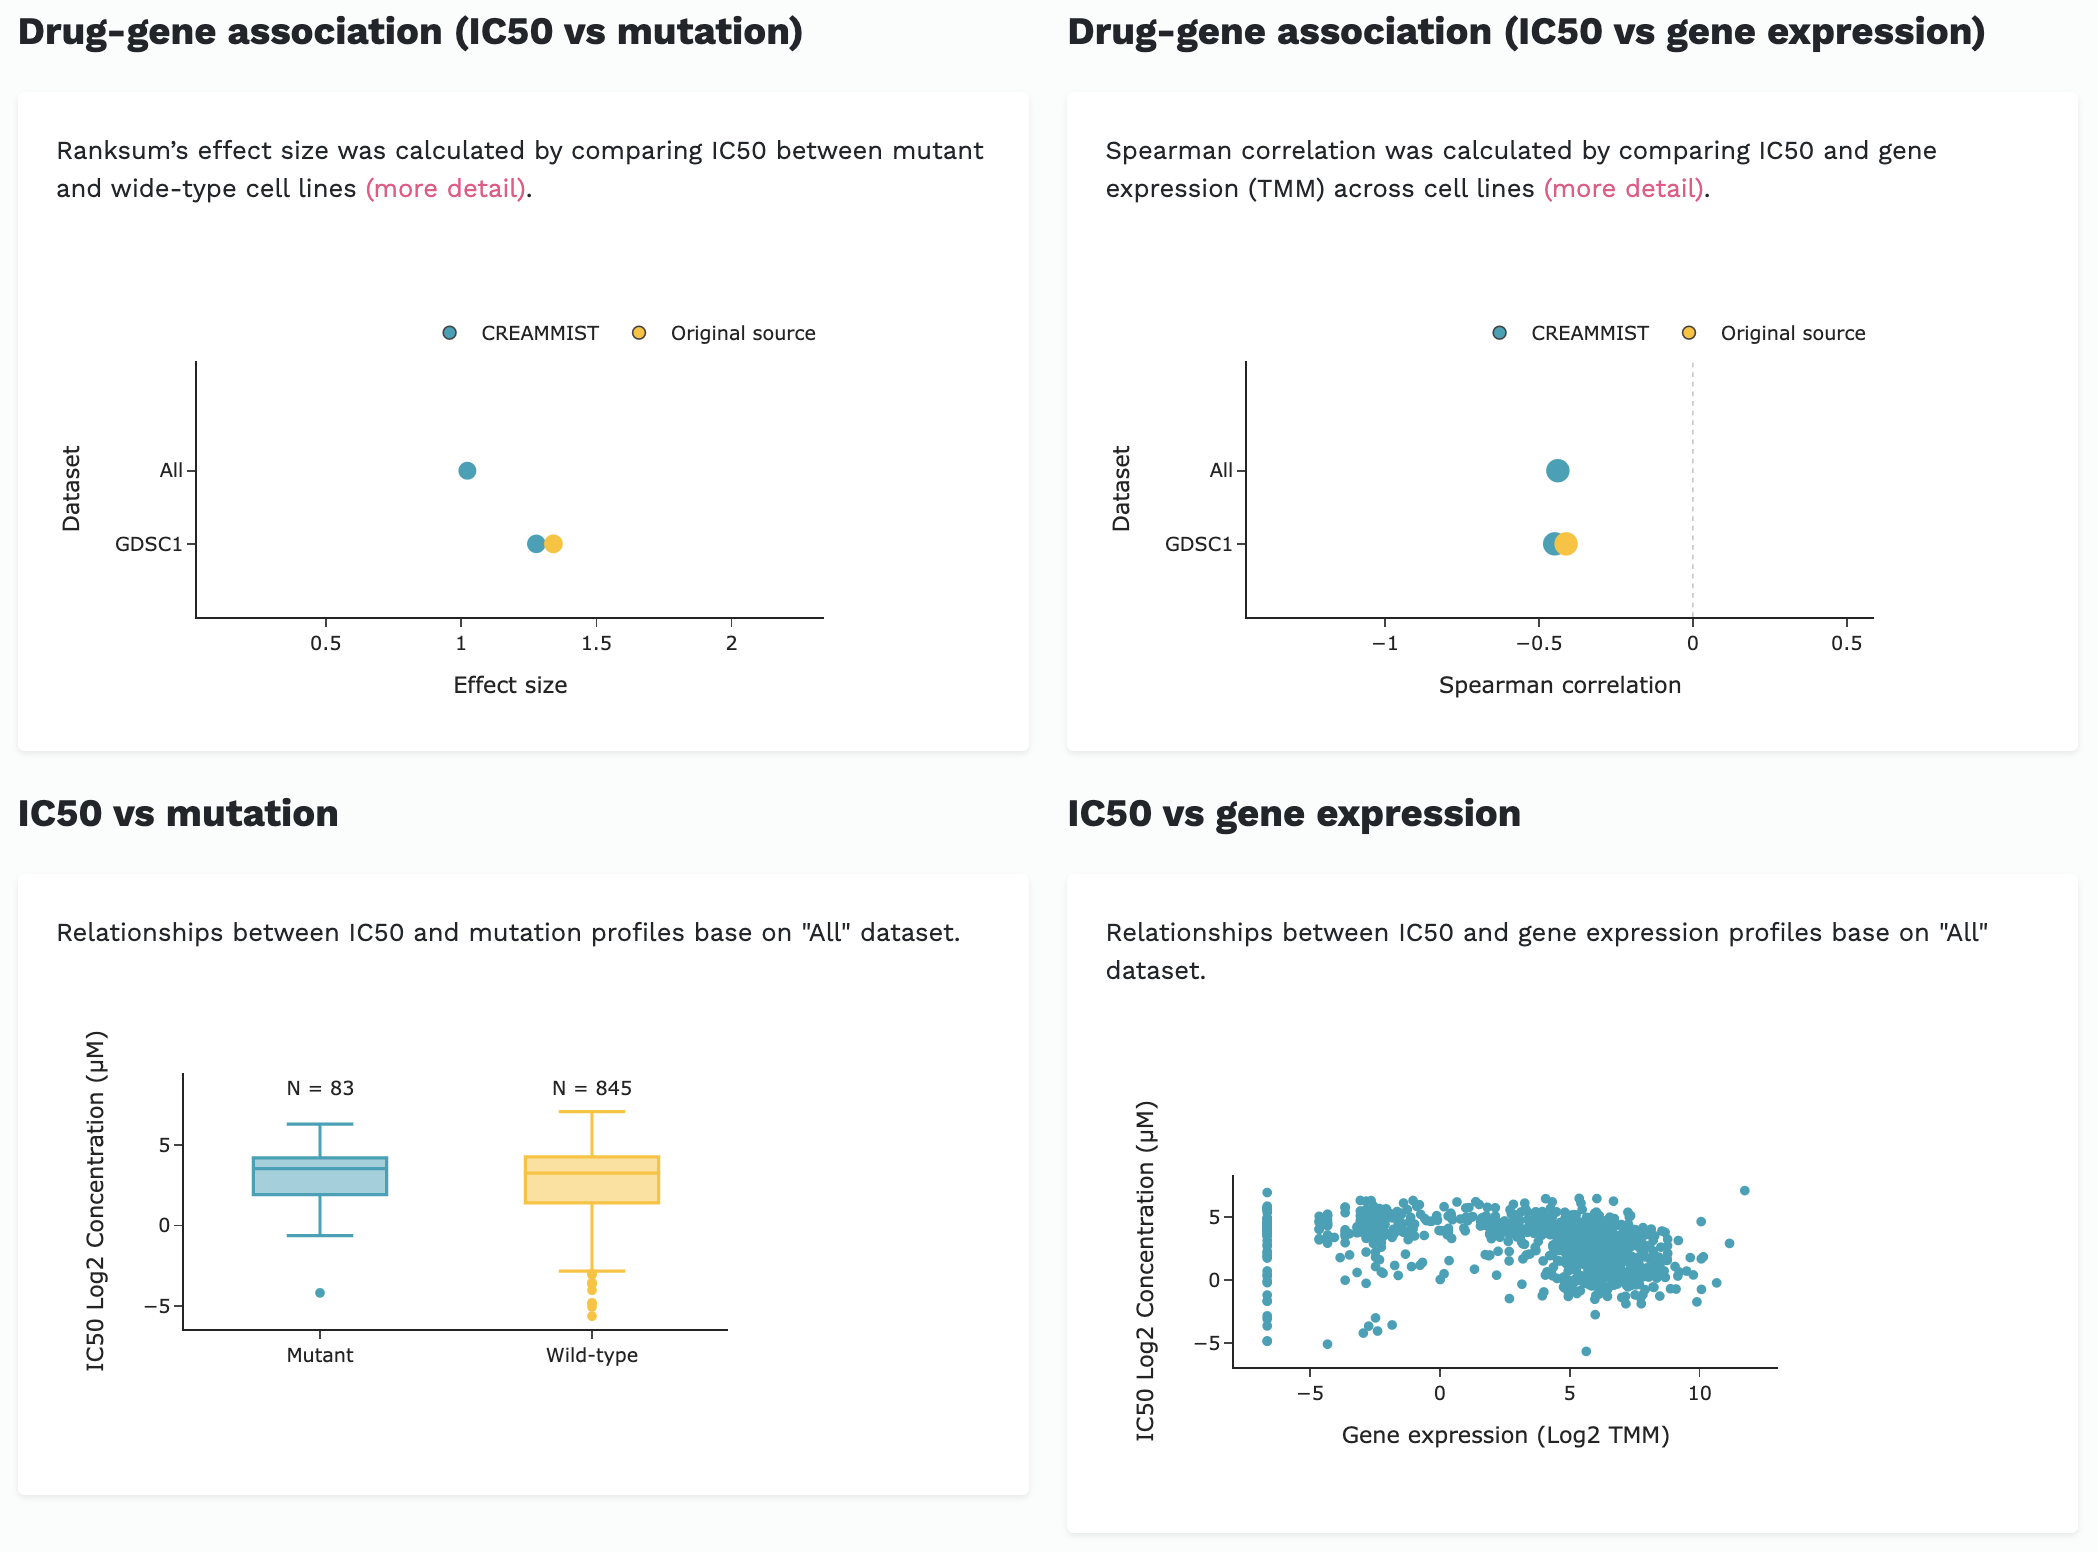 Drug-gene association (IC50 vs mutation)
Ranksum’s effect size was calculated by comparing IC50 between mutant
and wide-type cell lines (more detail).
CREAMMIST
Original source
Dataset
All
GDSC1
0.5
1
1.5
2
Effect size
Drug-gene association (IC50 vs gene expression)
Spearman correlation was calculated by comparing IC50 and gene
expression (TMM) across cell lines (more detail).
CREAMMIST
Original source
Dataset
All
GDSC1
−1
−0.5
0
0.5
Spearman correlation
IC50 vs mutation
Relationships between IC50 and mutation profiles base on "All" dataset.
IC50 Log2 Concentration (µM)
N = 83
N = 845
5
0
−5
Mutant
Wild-type
IC50 vs gene expression
Relationships between IC50 and gene expression profiles base on "All"
dataset.
IC50 Log2 Concentration (µM)
5
0
−5
−5
0
5
10
Gene expression (Log2 TMM)